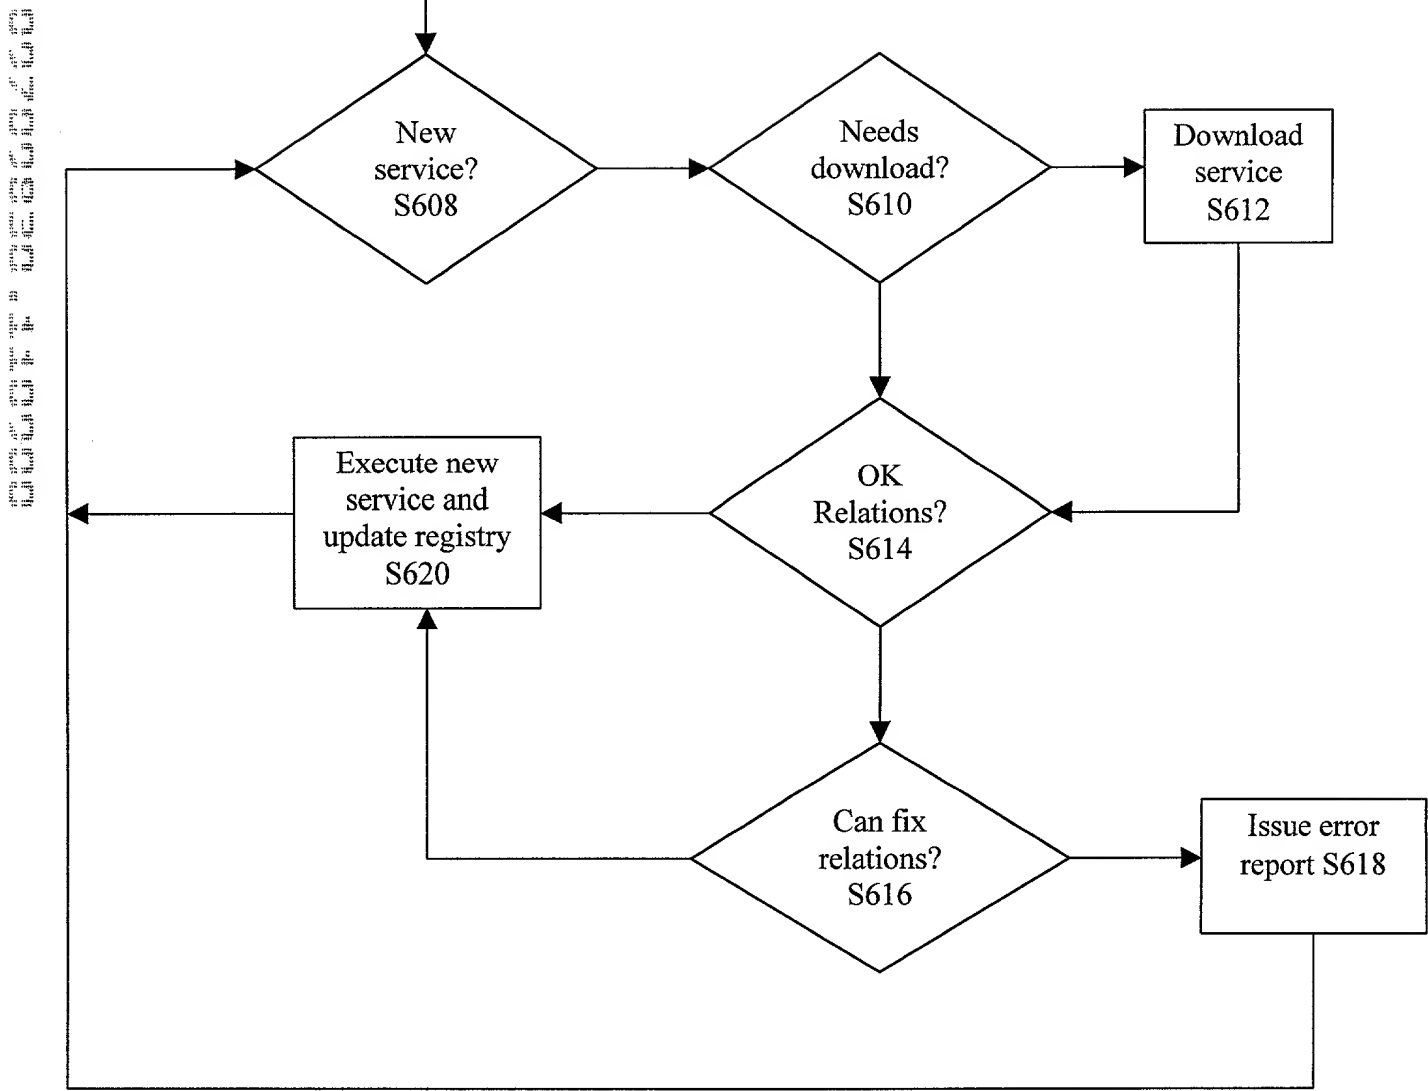 New
service?
S608
Needs
download?
S610
Download
service
S612
Execute new
service and
update registry
S620
OK
Relations?
S614
Can fix
relations?
S616
Issue error
report S618